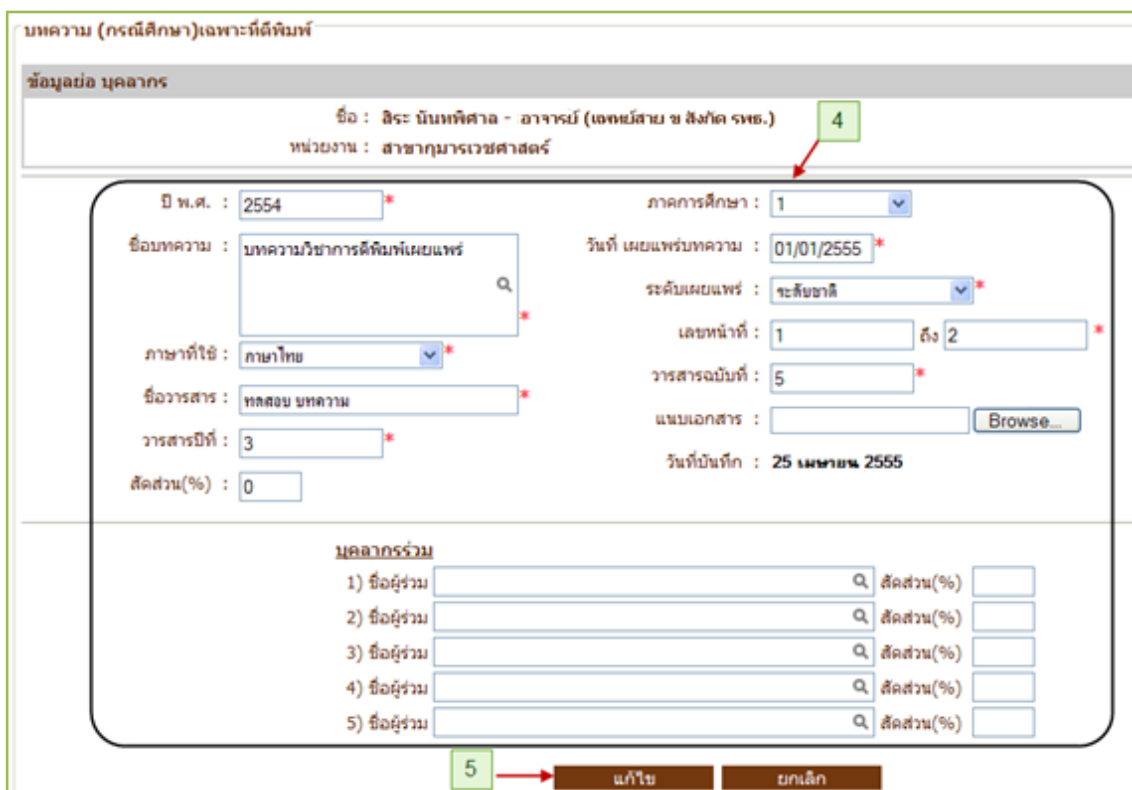 บทความ (กรณีศึกษา)เฉพาะที่ตีพิมพ์
ข้อมูลย่อ บุคลากร
ชื่อ : สิระ นันทพิศาล - อาจารย์ (แพทย์สาย ข สังกัด รพธ.)
4
หน่วยงาน : สาขากุมารเวชศาสตร์
ปี พ.ศ. : 2554 * ภาคการศึกษา : 1
ชื่อบทความ : บทความวิชาการตีพิมพ์เผยแพร่ * วันที่ เผยแพร่บทความ : 01/01/2555 *
ระดับเผยแพร่ : ระดับชาติ *
เลขหน้าที่ : 1 ถึง 2 *
ภาษาที่ใช้ : ภาษาไทย * วารสารฉบับที่ : 5 *
ชื่อวารสาร : ทดสอบ บทความ * แนบเอกสาร : Browse...
วารสารปีที่ : 3 * วันที่บันทึก : 25 เมษายน 2555
สัดส่วน(%) : 0
บุคลากรร่วม
1) ชื่อผู้ร่วม สัดส่วน(%)
2) ชื่อผู้ร่วม สัดส่วน(%)
3) ชื่อผู้ร่วม สัดส่วน(%)
4) ชื่อผู้ร่วม สัดส่วน(%)
5) ชื่อผู้ร่วม สัดส่วน(%)
5 แก้ไข ยกเลิก